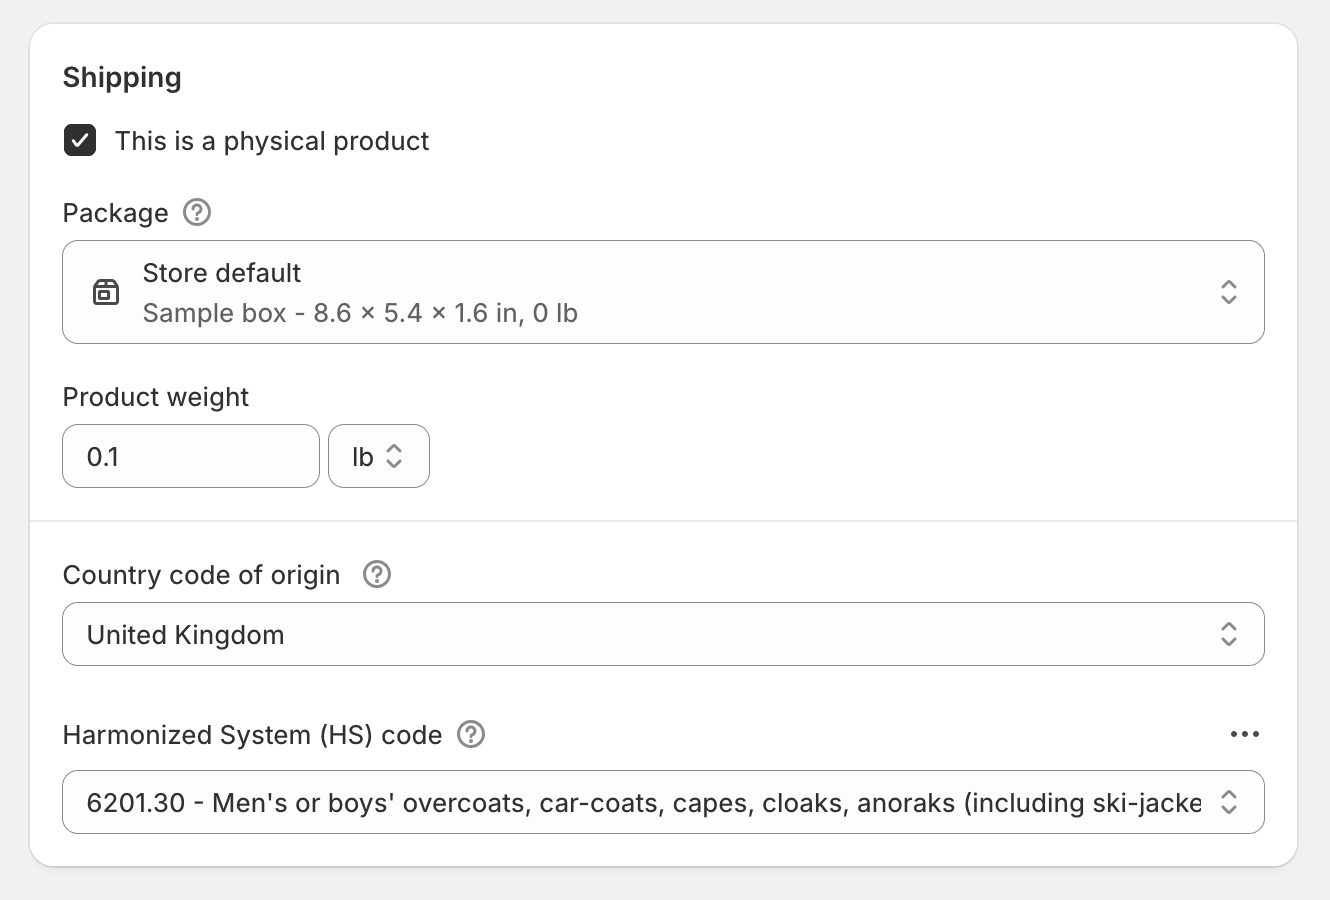 Shipping
This is a physical product
Package
Store default
Sample box - 8.6 × 5.4 × 1.6 in, 0 lb
Product weight
0.1 lb
Country code of origin
United Kingdom
Harmonized System (HS) code
6201.30 - Men's or boys' overcoats, car-coats, capes, cloaks, anoraks (including ski-jacke